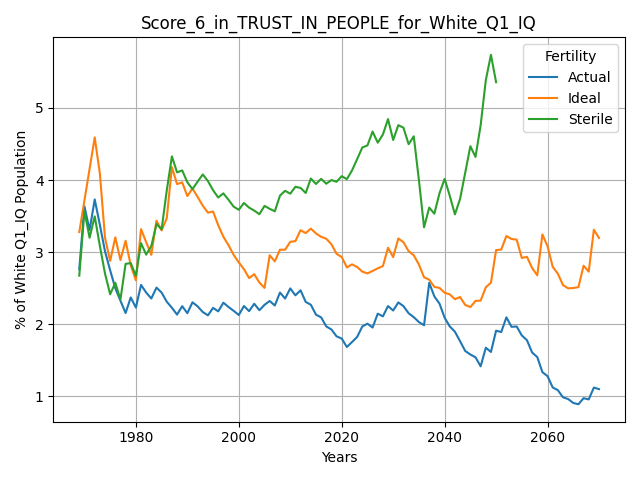 Score_6_in_TRUST_IN_PEOPLE_for_White_Q1_IQ
Fertility
Actual
Ideal
Sterile
% of White Q1_IQ Population
5
4
3
2
1
1980 2000 2020 2040 2060
Years